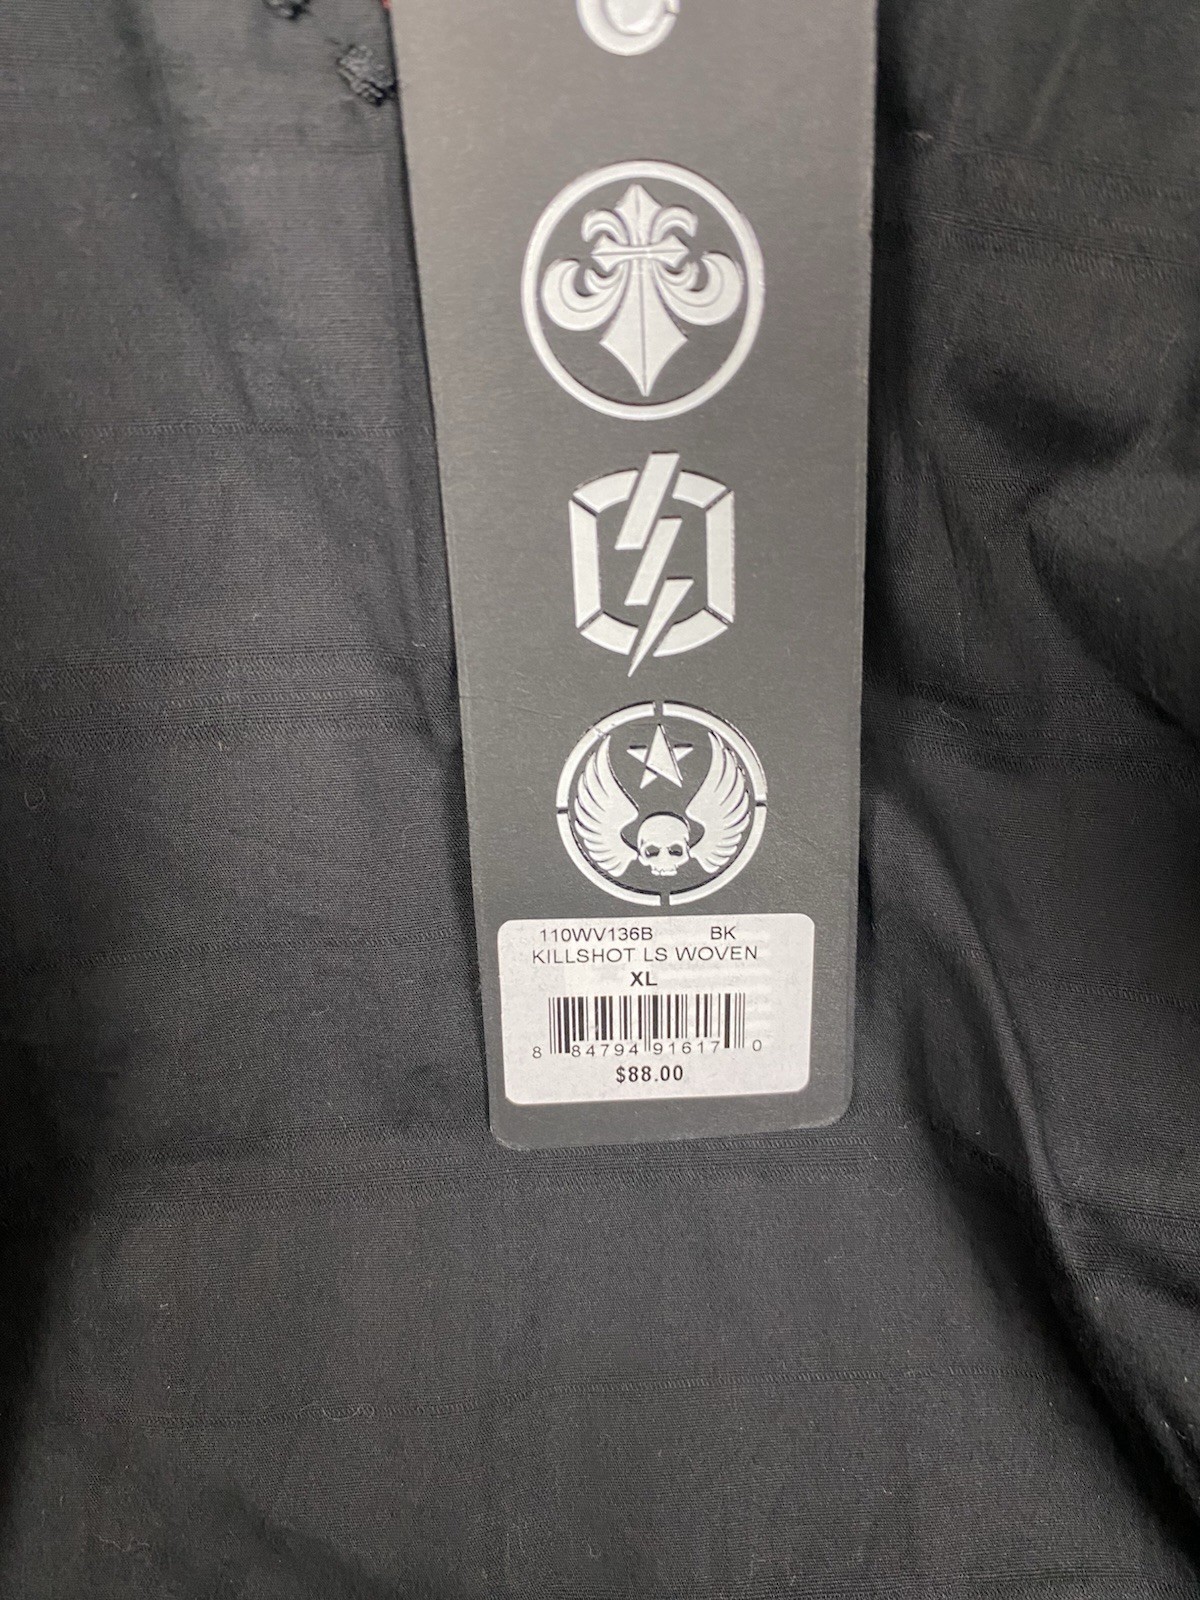 110WV136B BK
KILLSHOT LS WOVEN
XL
8 84794 91617 0
$88.00